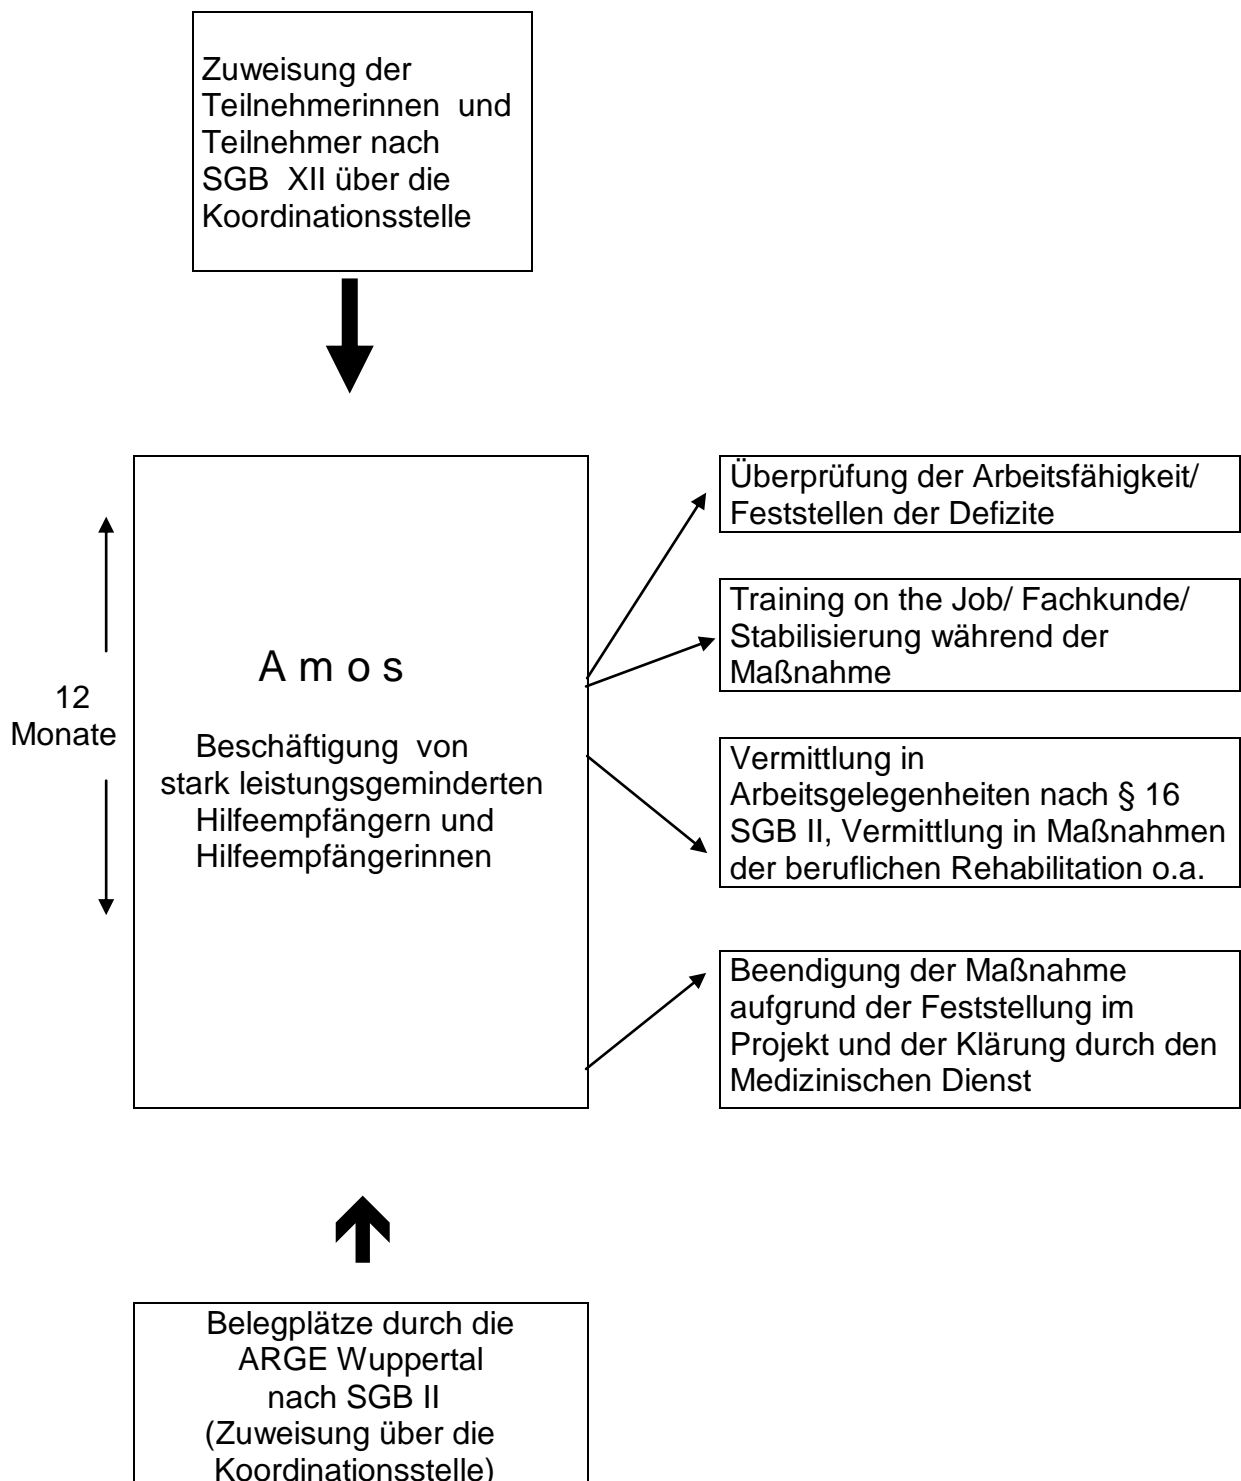 Zuweisung der
Teilnehmerinnen und
Teilnehmer nach
SGB XII über die
Koordinationsstelle
12
Monate
A m o s
Beschäftigung von
stark leistungsgeminderten
Hilfeempfängern und
Hilfeempfängerinnen
Überprüfung der Arbeitsfähigkeit/
Feststellen der Defizite
Training on the Job/ Fachkunde/
Stabilisierung während der
Maßnahme
Vermittlung in
Arbeitsgelegenheiten nach § 16
SGB II, Vermittlung in Maßnahmen
der beruflichen Rehabilitation o.a.
Beendigung der Maßnahme
aufgrund der Feststellung im
Projekt und der Klärung durch den
Medizinischen Dienst
Belegplätze durch die
ARGE Wuppertal
nach SGB II
(Zuweisung über die
Koordinationsstelle)